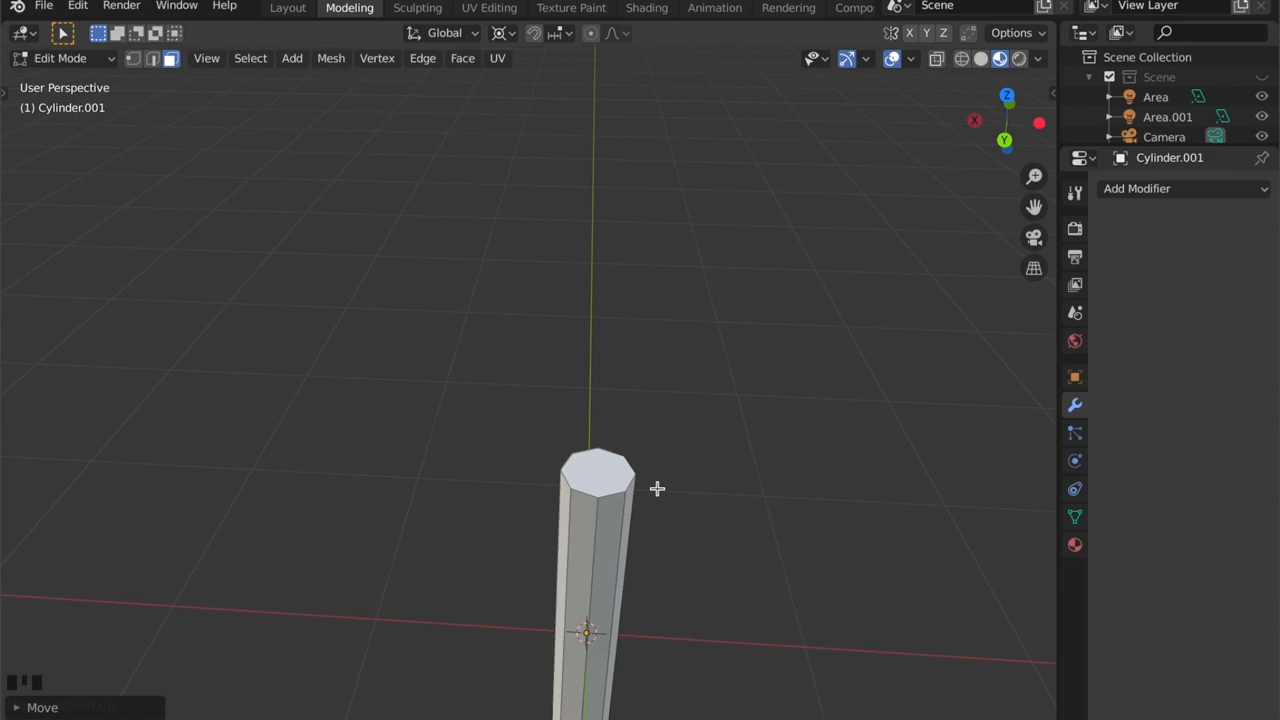 File Edit Render Window Help Layout Modeling Sculpting UV Editing Texture Paint Shading Animation Rendering Scene View Layer
Global X Y Z Options
Edit Mode View Select Add Mesh Vertex Edge Face UV
Scene Collection
User Perspective
(1) Cylinder.001
Scene
Area
Area.001
Camera
Z
X
Y
Cylinder.001
Add Modifier
Move